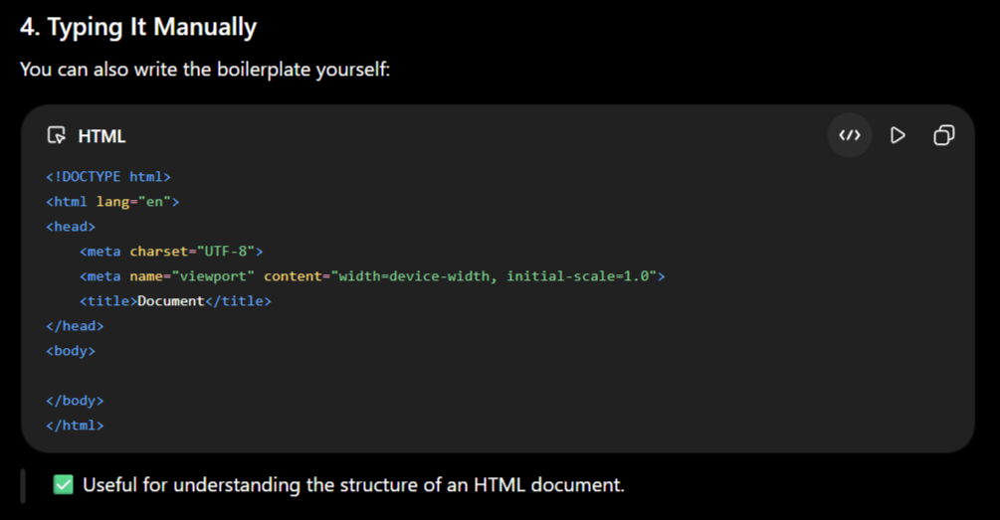 4. Typing It Manually
You can also write the boilerplate yourself:
HTML
<!DOCTYPE html>
<html lang="en">
<head>
    <meta charset="UTF-8">
    <meta name="viewport" content="width=device-width, initial-scale=1.0">
    <title>Document</title>
</head>
<body>

</body>
</html>
✅ Useful for understanding the structure of an HTML document.